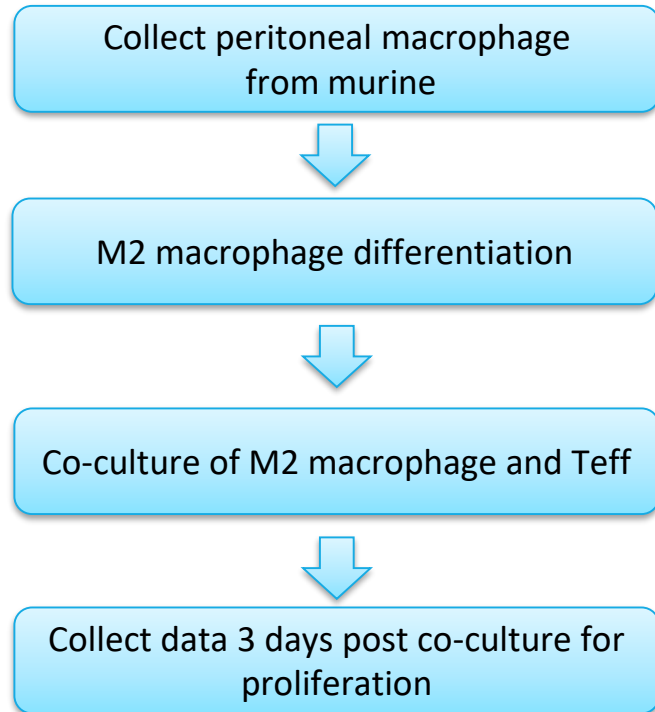 Collect peritoneal macrophage
from murine
M2 macrophage differentiation
Co-culture of M2 macrophage and Teff
Collect data 3 days post co-culture for
proliferation